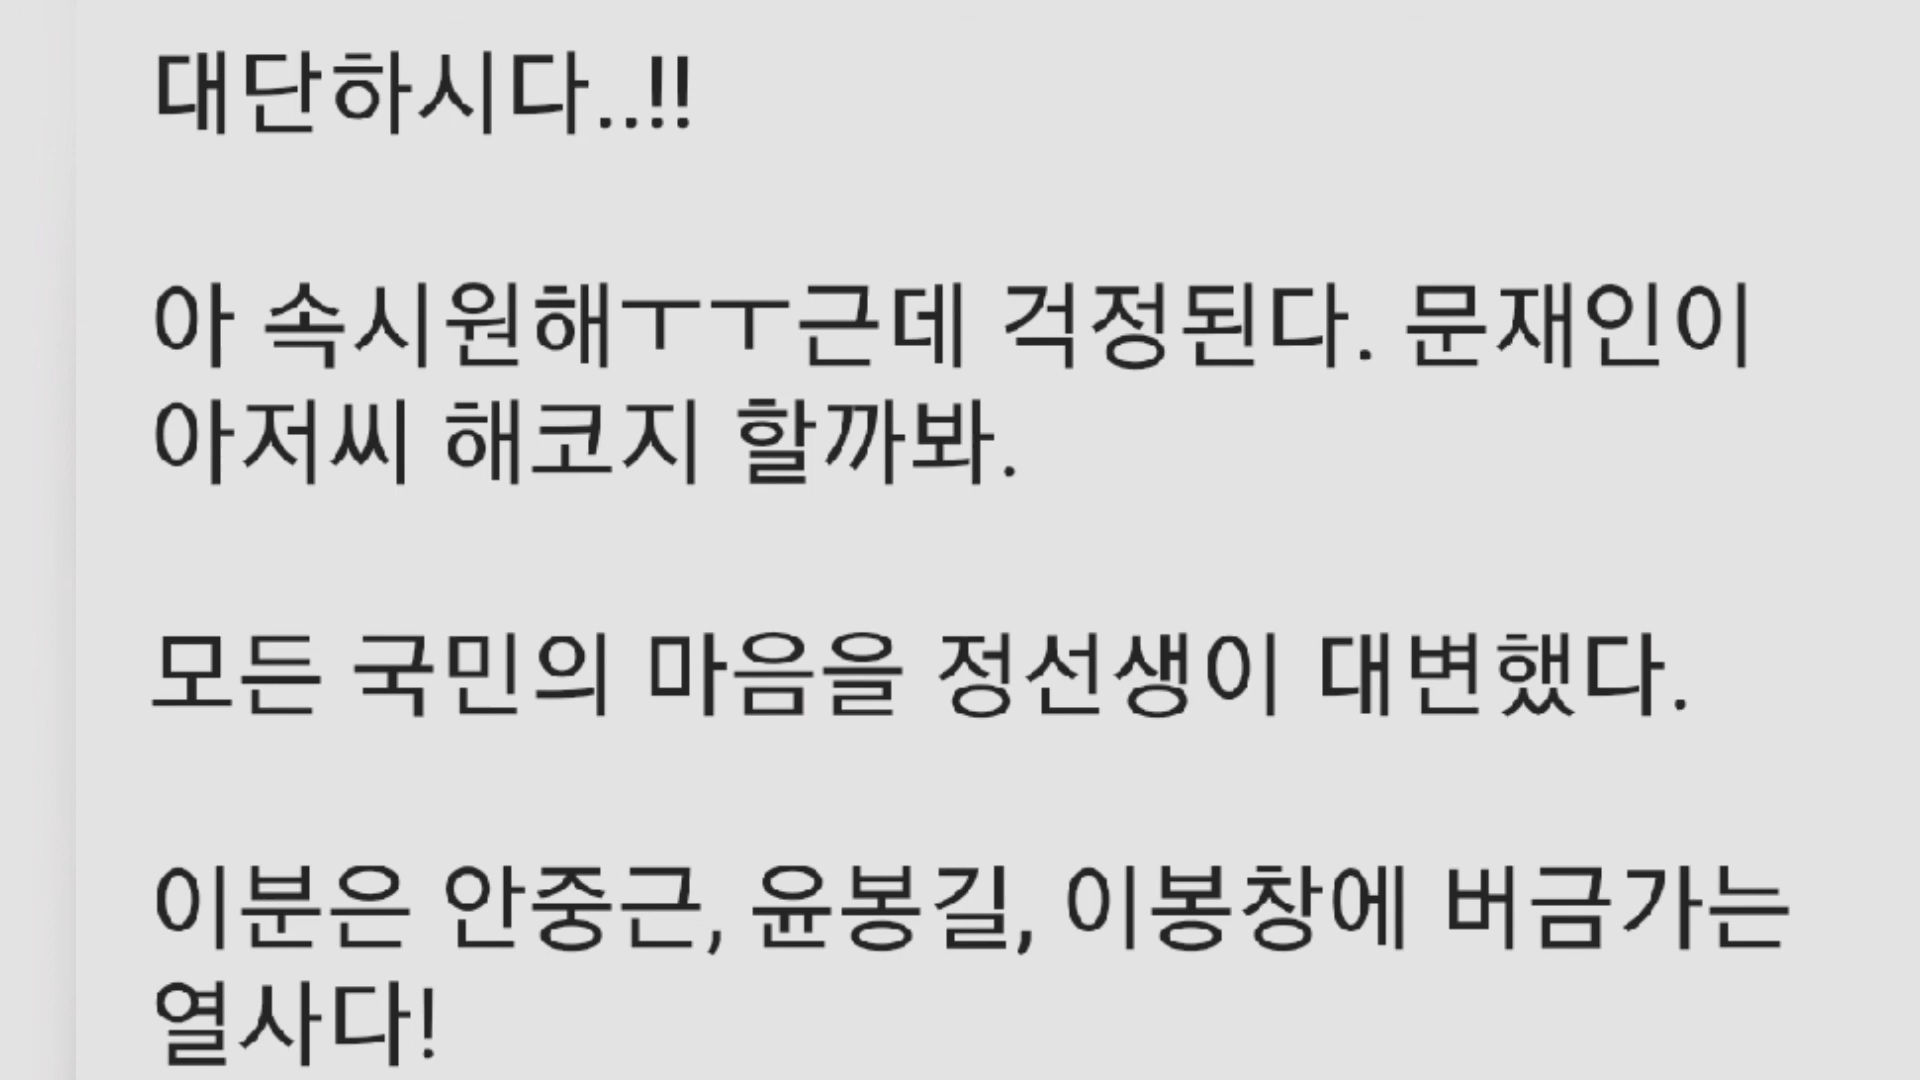 대단하시다..!!
아 속시원해ㅜㅜ근데 걱정된다. 문재인이
아저씨 해코지 할까봐.
모든 국민의 마음을 정선생이 대변했다.
이분은 안중근, 윤봉길, 이봉창에 버금가는
열사다!